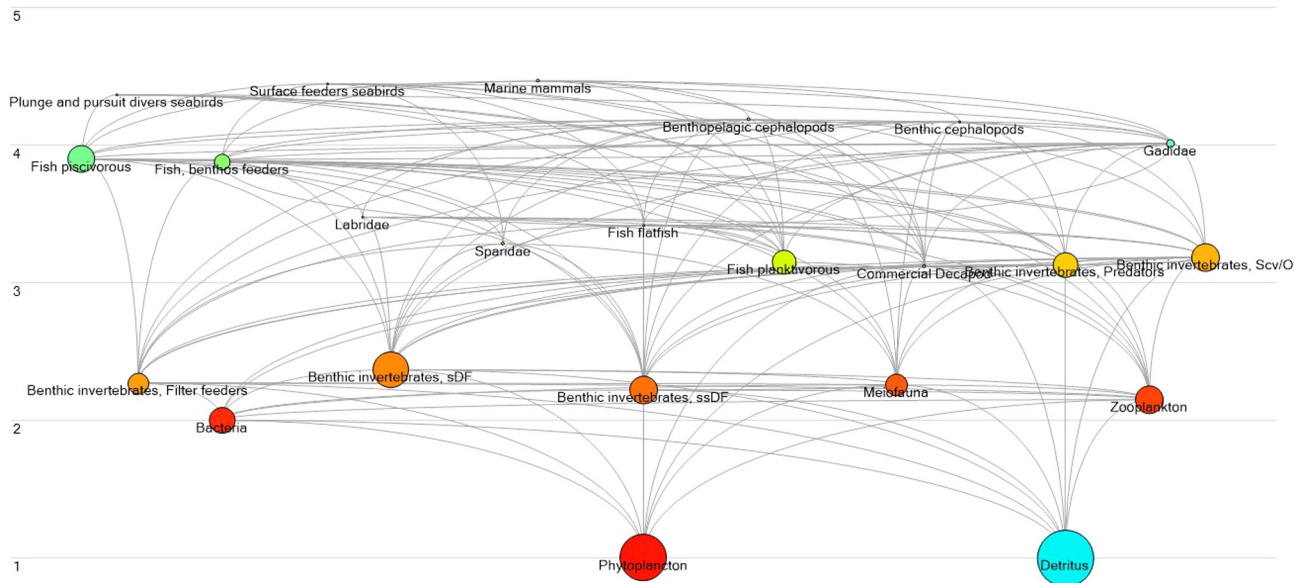 5
Surface feeders seabirds
Marine mammals
Plunge and pursuit divers seabirds
Benthopelagic cephalopods
Benthic cephalopods
4
Gadidae
Fish piscivorous
Fish, benthos feeders
Labridae
Fish flatfish
Sparidae
Fish planktivorous
Commercial Decapod
Benthic invertebrates, Predators
Benthic invertebrates, Scv/O
3
Benthic invertebrates, Filter feeders
Benthic invertebrates, sDF
Benthic invertebrates, ssDF
Meiofauna
Zooplankton
2
Bacteria
1
Phytoplancton
Detritus